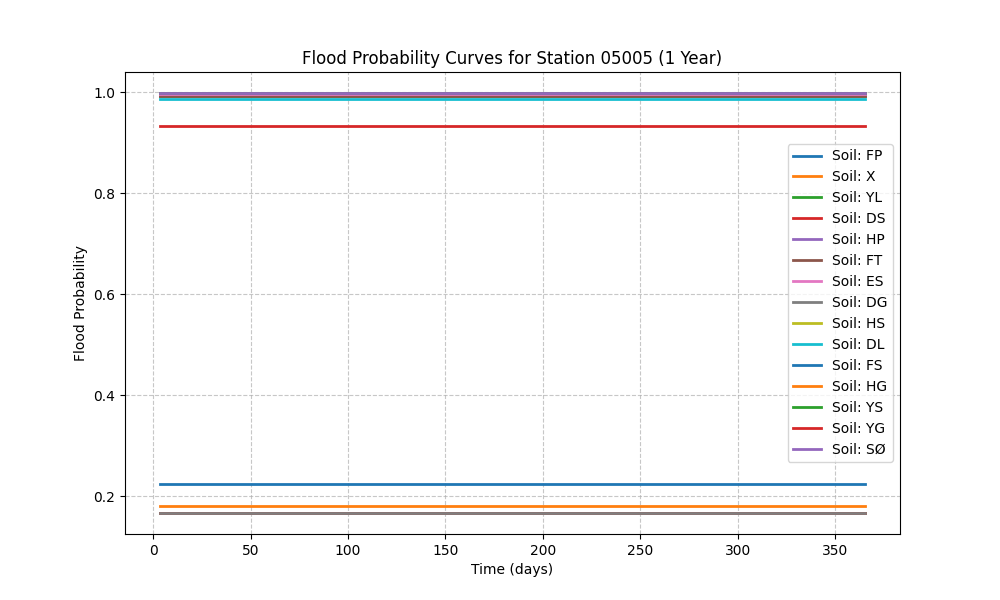 Flood Probability Curves for Station 05005 (1 Year)
1.0
0.8
0.6
0.4
0.2
Flood Probability
Soil: FP
Soil: X
Soil: YL
Soil: DS
Soil: HP
Soil: FT
Soil: ES
Soil: DG
Soil: HS
Soil: DL
Soil: FS
Soil: HG
Soil: YS
Soil: YG
Soil: SØ
0 50 100 150 200 250 300 350
Time (days)